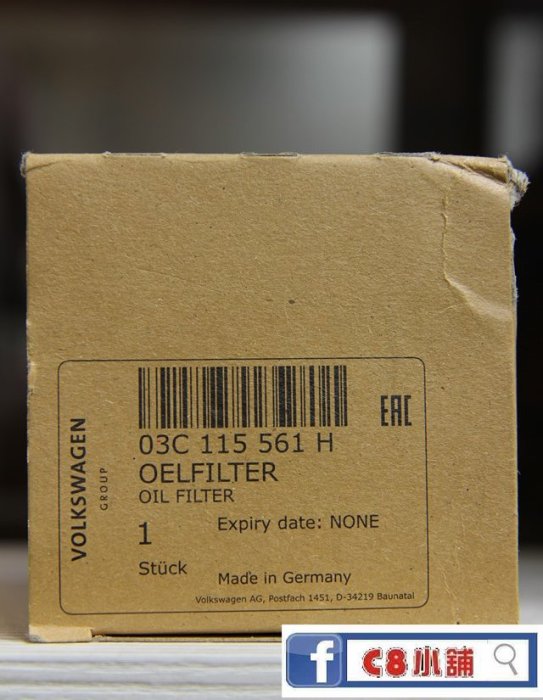 VOLKSWAGEN
GROUP
EAC
03C 115 561 H
OELFILTER
OIL FILTER
1
Expiry date: NONE
Stück
Made in Germany
Volkswagen AG, Postfach 1451, D-34219 Baunatal
f C8小舖